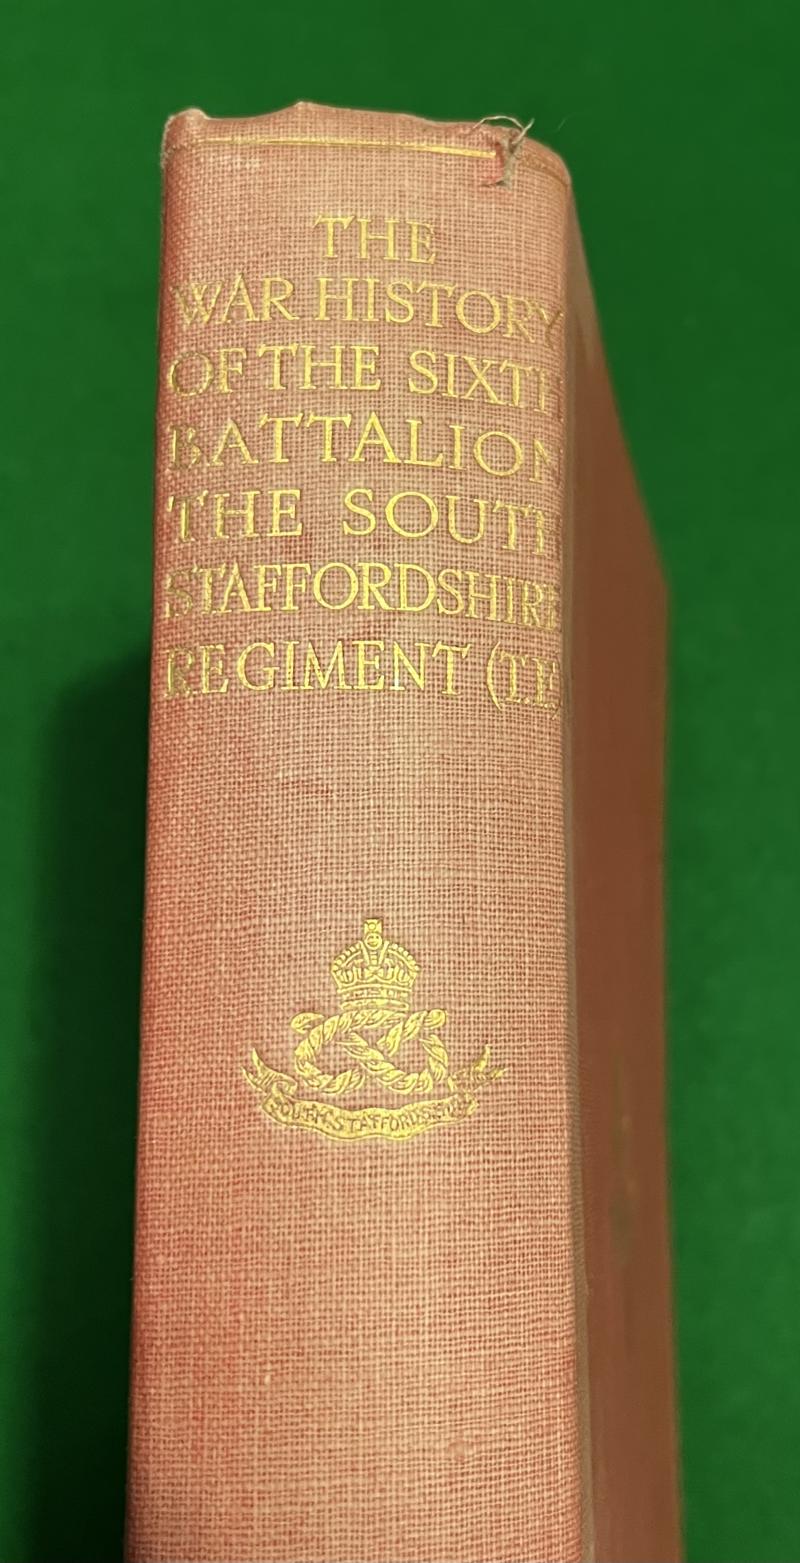 THE
WAR HISTORY
OF THE SIXTH
BATTALION
THE SOUTH
STAFFORDSHIRE
REGIMENT (T.F.)
SOUTH STAFFORDSHIRE